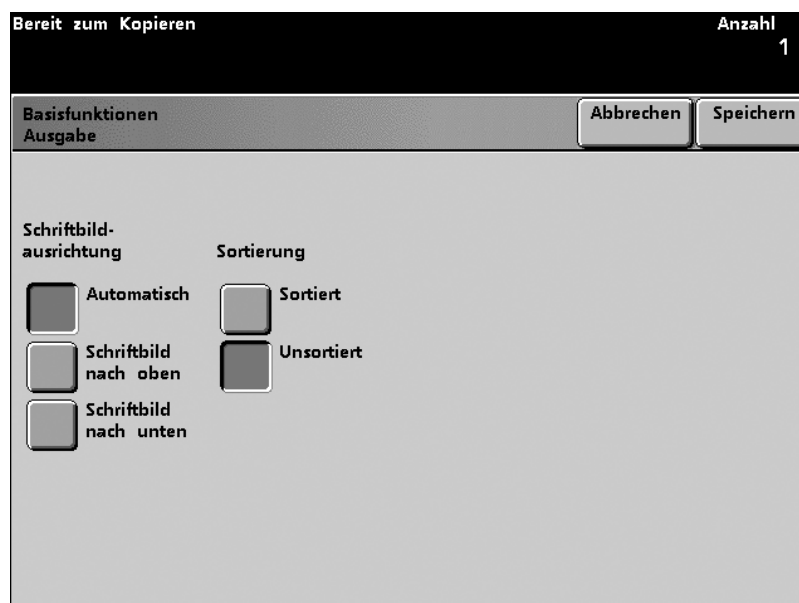 Bereit zum Kopieren
Anzahl
1
Basisfunktionen
Ausgabe
Abbrechen
Speichern
Schriftbild-
ausrichtung
Automatisch
Schriftbild
nach oben
Schriftbild
nach unten
Sortierung
Sortiert
Unsortiert